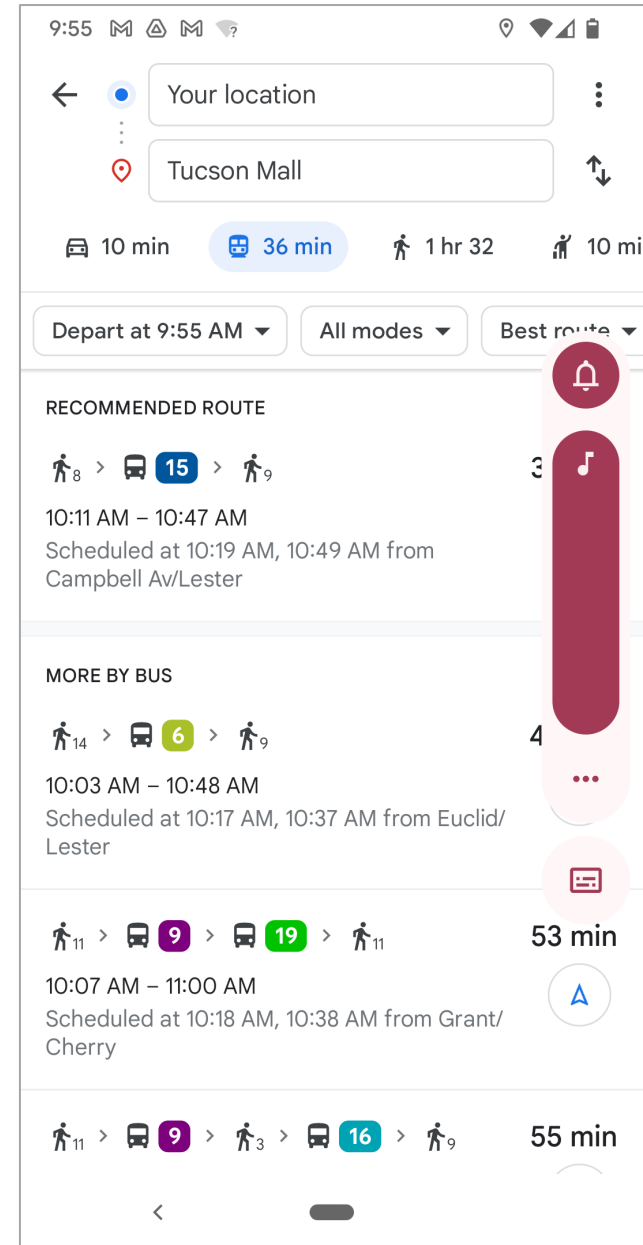 9:55
Your location
Tucson Mall
10 min 36 min 1 hr 32 10 mi
Depart at 9:55 AM All modes Best route
RECOMMENDED ROUTE
8 15 9 3
10:11 AM – 10:47 AM
Scheduled at 10:19 AM, 10:49 AM from
Campbell Av/Lester
MORE BY BUS
14 6 9 4
10:03 AM – 10:48 AM
Scheduled at 10:17 AM, 10:37 AM from Euclid/
Lester
11 9 19 11 53 min
10:07 AM – 11:00 AM
Scheduled at 10:18 AM, 10:38 AM from Grant/
Cherry
11 9 3 16 9 55 min